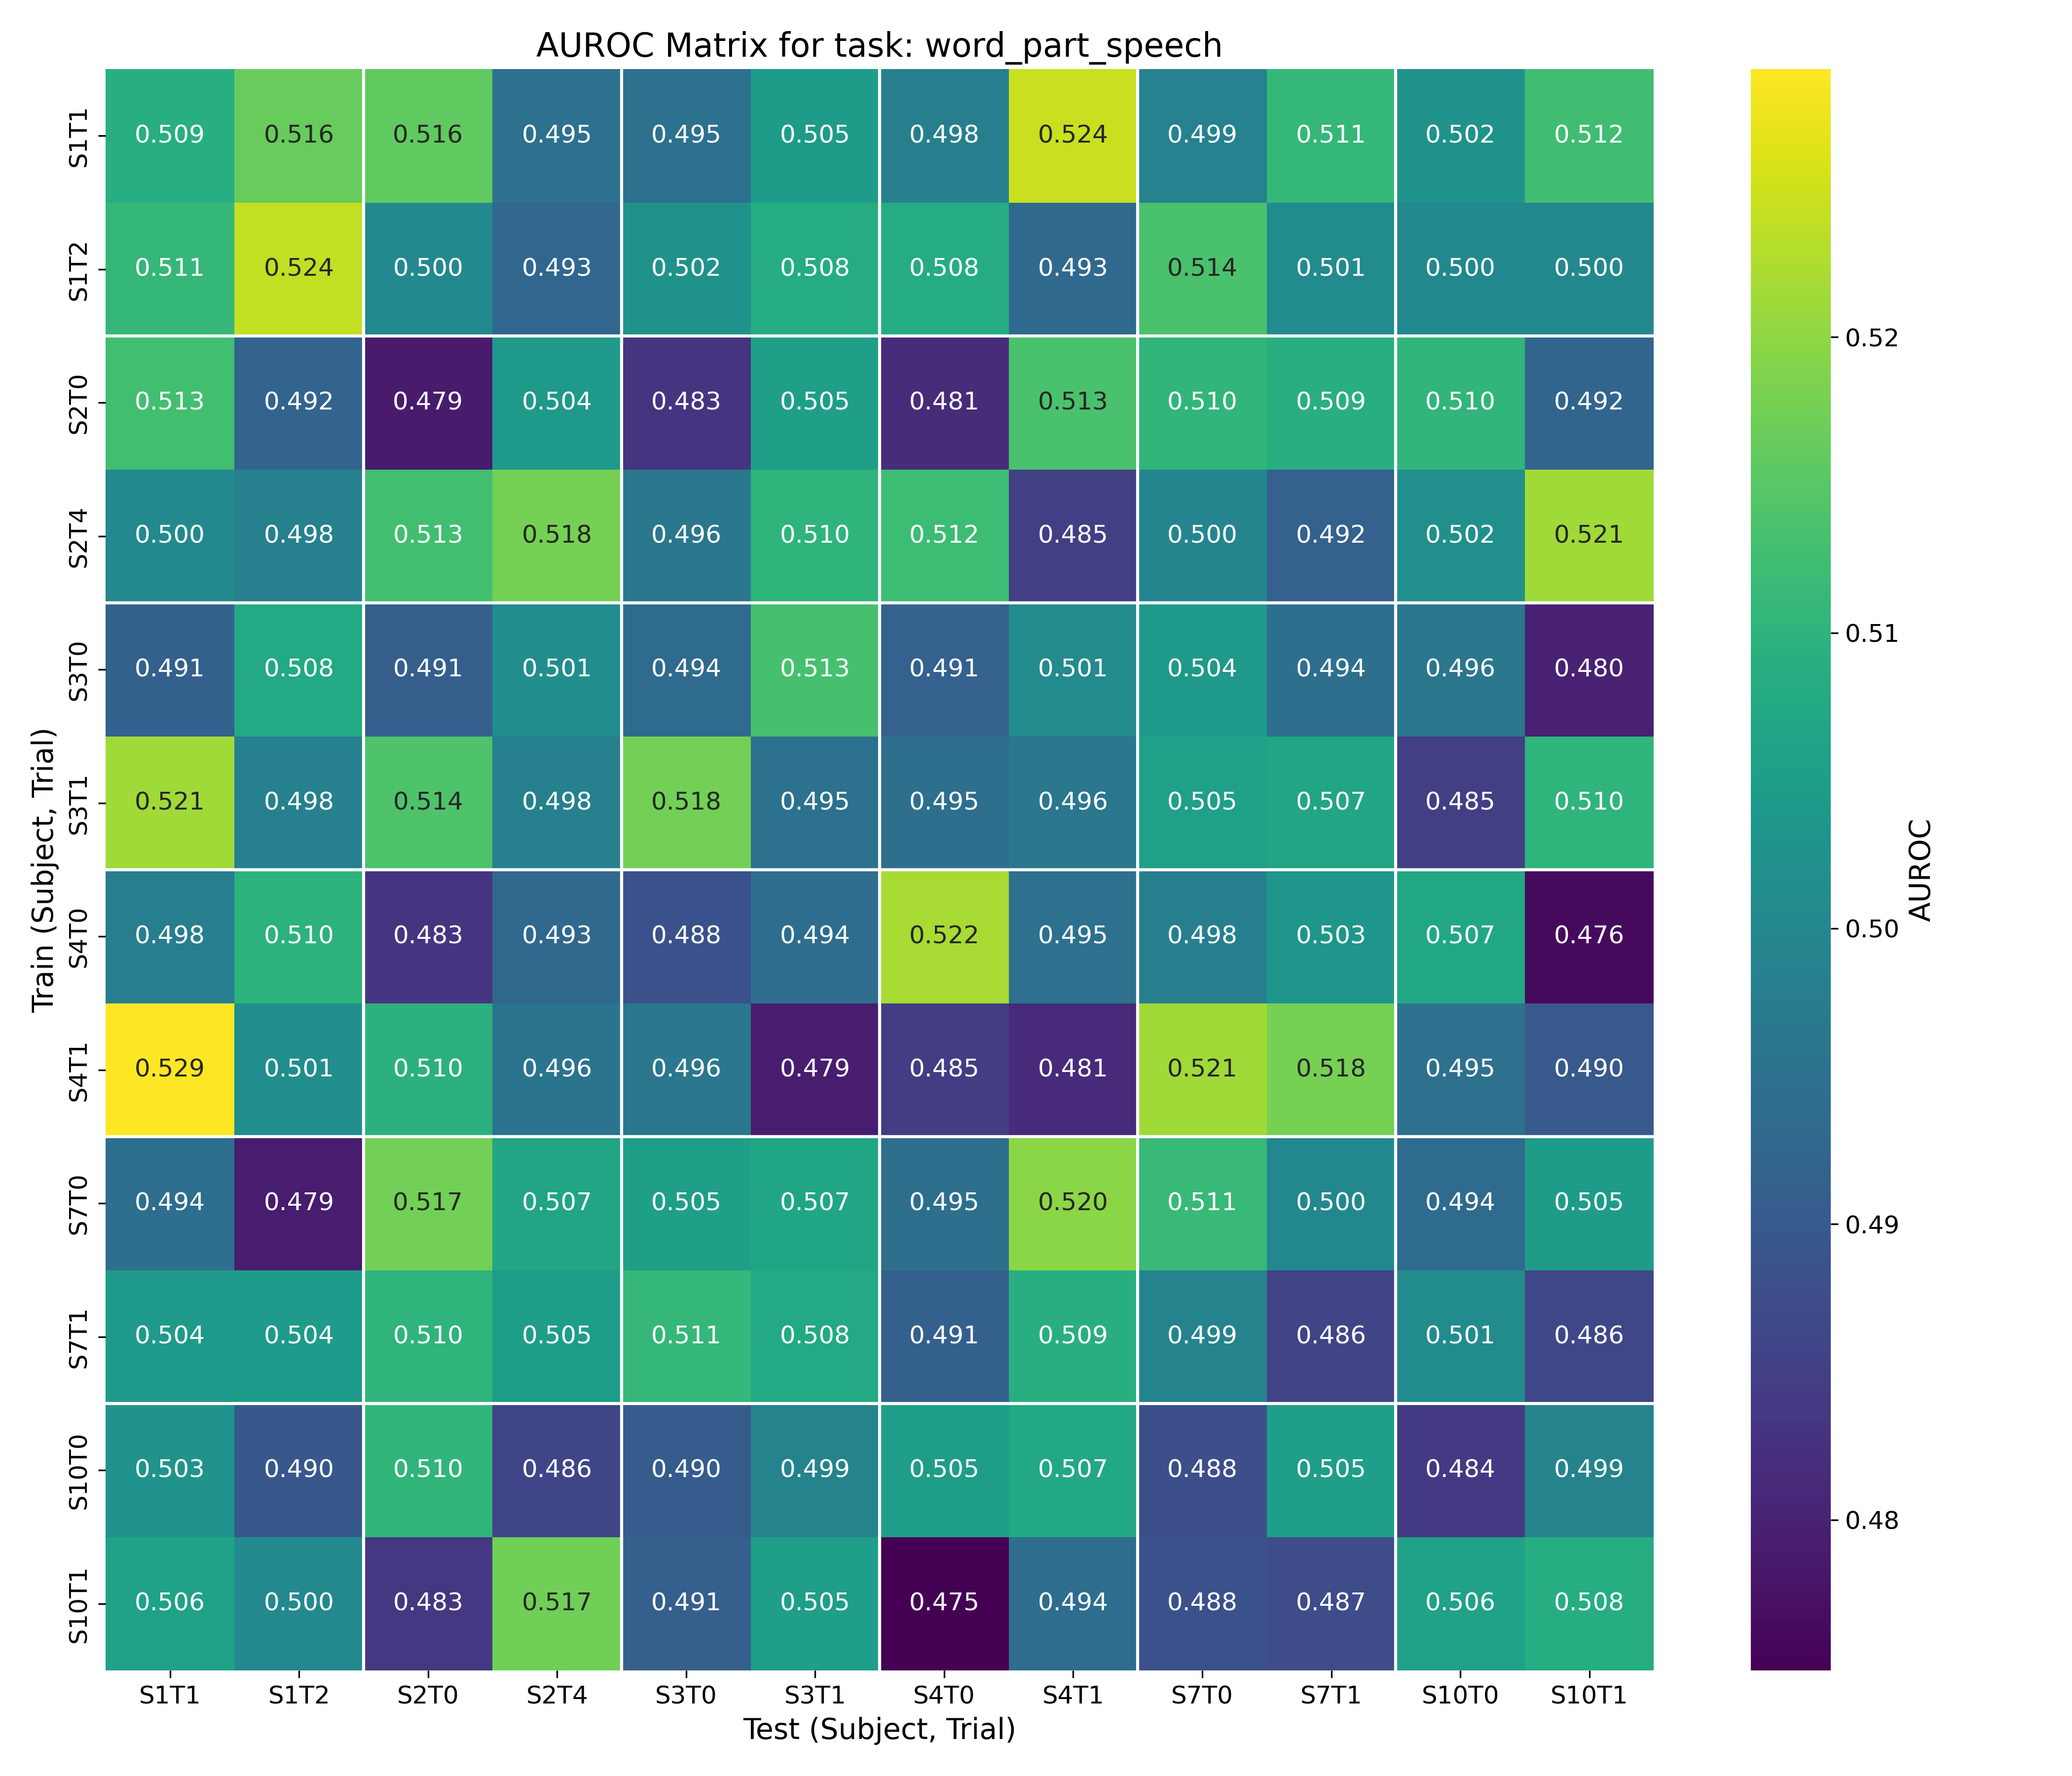 AUROC Matrix for task: word_part_speech
S1T1 0.509 0.516 0.516 0.495 0.495 0.505 0.498 0.524 0.499 0.511 0.502 0.512
S1T2 0.511 0.524 0.500 0.493 0.502 0.508 0.508 0.493 0.514 0.501 0.500 0.500
S2T0 0.513 0.492 0.479 0.504 0.483 0.505 0.481 0.513 0.510 0.509 0.510 0.492
S2T4 0.500 0.498 0.513 0.518 0.496 0.510 0.512 0.485 0.500 0.492 0.502 0.521
S3T0 0.491 0.508 0.491 0.501 0.494 0.513 0.491 0.501 0.504 0.494 0.496 0.480
S3T1 0.521 0.498 0.514 0.498 0.518 0.495 0.495 0.496 0.505 0.507 0.485 0.510
S4T0 0.498 0.510 0.483 0.493 0.488 0.494 0.522 0.495 0.498 0.503 0.507 0.476
S4T1 0.529 0.501 0.510 0.496 0.496 0.479 0.485 0.481 0.521 0.518 0.495 0.490
S7T0 0.494 0.479 0.517 0.507 0.505 0.507 0.495 0.520 0.511 0.500 0.494 0.505
S7T1 0.504 0.504 0.510 0.505 0.511 0.508 0.491 0.509 0.499 0.486 0.501 0.486
S10T0 0.503 0.490 0.510 0.486 0.490 0.499 0.505 0.507 0.488 0.505 0.484 0.499
S10T1 0.506 0.500 0.483 0.517 0.491 0.505 0.475 0.494 0.488 0.487 0.506 0.508
S1T1 S1T2 S2T0 S2T4 S3T0 S3T1 S4T0 S4T1 S7T0 S7T1 S10T0 S10T1
Test (Subject, Trial)
Train (Subject, Trial)
0.52
0.51
0.50
0.49
0.48
AUROC